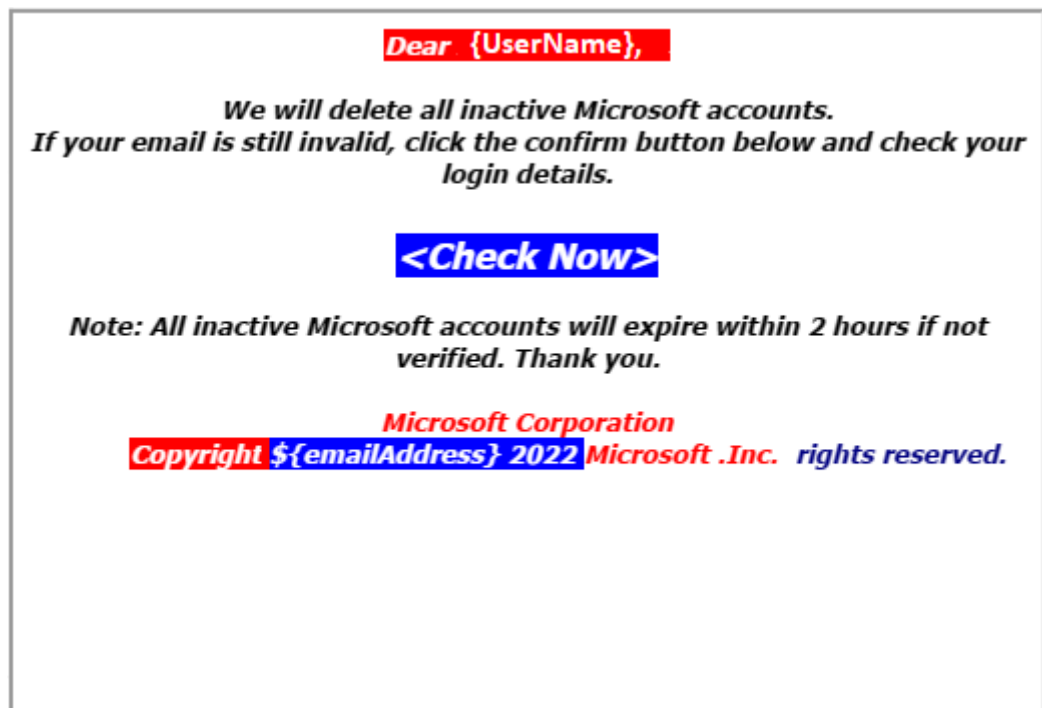 Dear {UserName},
We will delete all inactive Microsoft accounts.
If your email is still invalid, click the confirm button below and check your
login details.
<Check Now>
Note: All inactive Microsoft accounts will expire within 2 hours if not
verified. Thank you.
Microsoft Corporation
Copyright ${emailAddress} 2022 Microsoft .Inc. rights reserved.